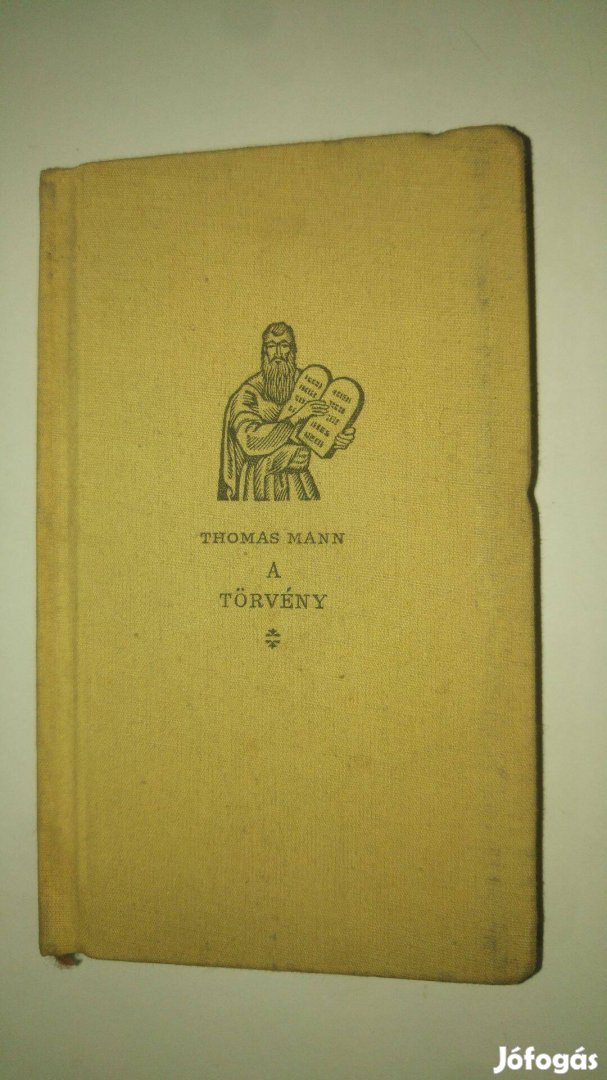 THOMAS MANN
A
TÖRVÉNY
Jófogás